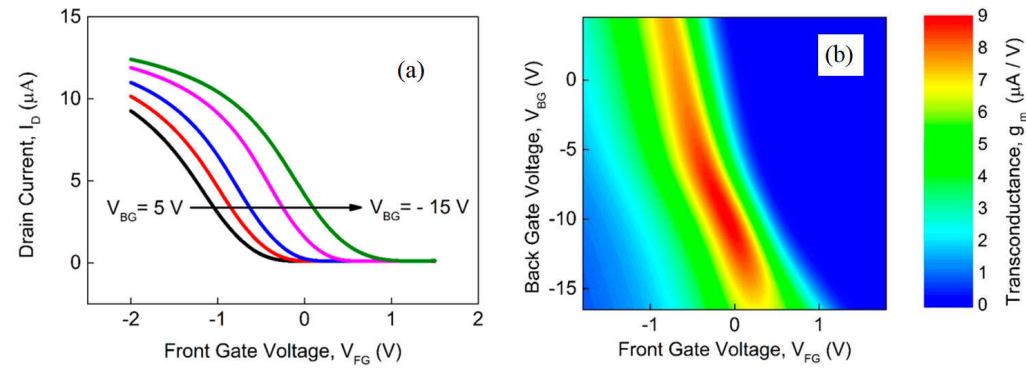 15
10
5
0
-2
-1
0
1
2
Drain Current, I_D (μA)
Front Gate Voltage, V_FG (V)
(a)
V_BG= 5 V
V_BG= - 15 V
0
-5
-10
-15
-1
0
1
Back Gate Voltage, V_BG (V)
Front Gate Voltage, V_FG (V)
(b)
9
8
7
6
5
4
3
2
1
0
Transconductance, g_m (μA / V)